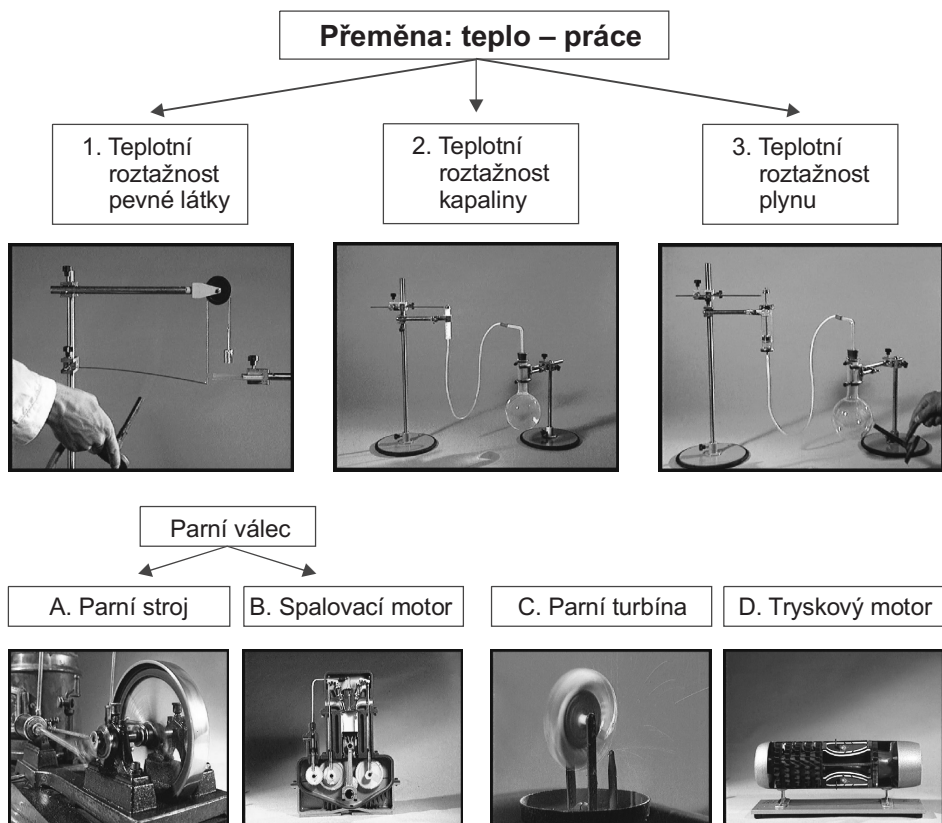 Přeměna: teplo – práce
1. Teplotní
roztažnost
pevné látky
2. Teplotní
roztažnost
kapaliny
3. Teplotní
roztažnost
plynu
Parní válec
A. Parní stroj
B. Spalovací motor
C. Parní turbína
D. Tryskový motor